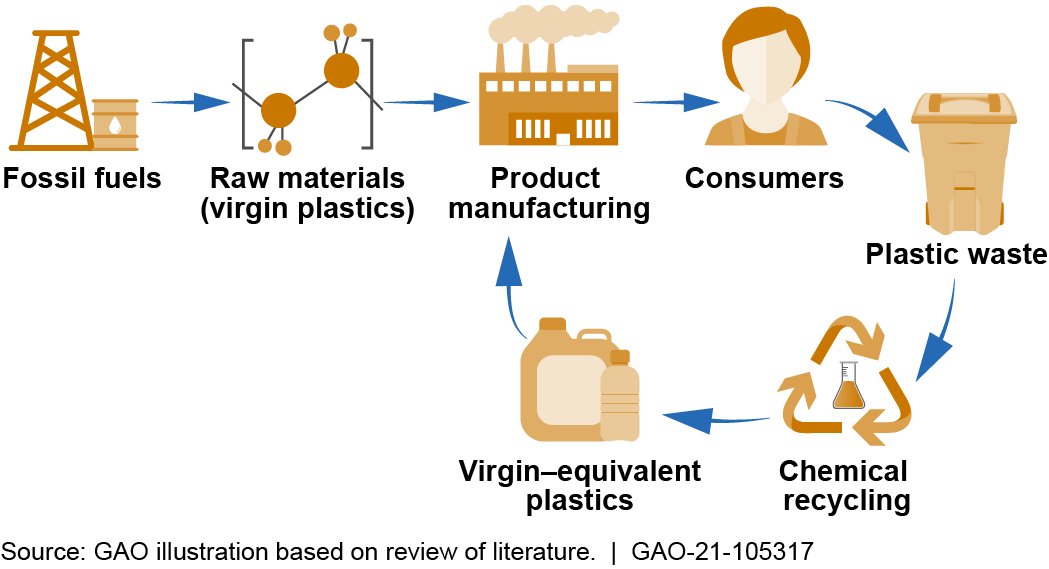 Fossil fuels
Raw materials
(virgin plastics)
Product
manufacturing
Consumers
Plastic waste
Chemical
recycling
Virgin–equivalent
plastics
Source: GAO illustration based on review of literature. | GAO-21-105317